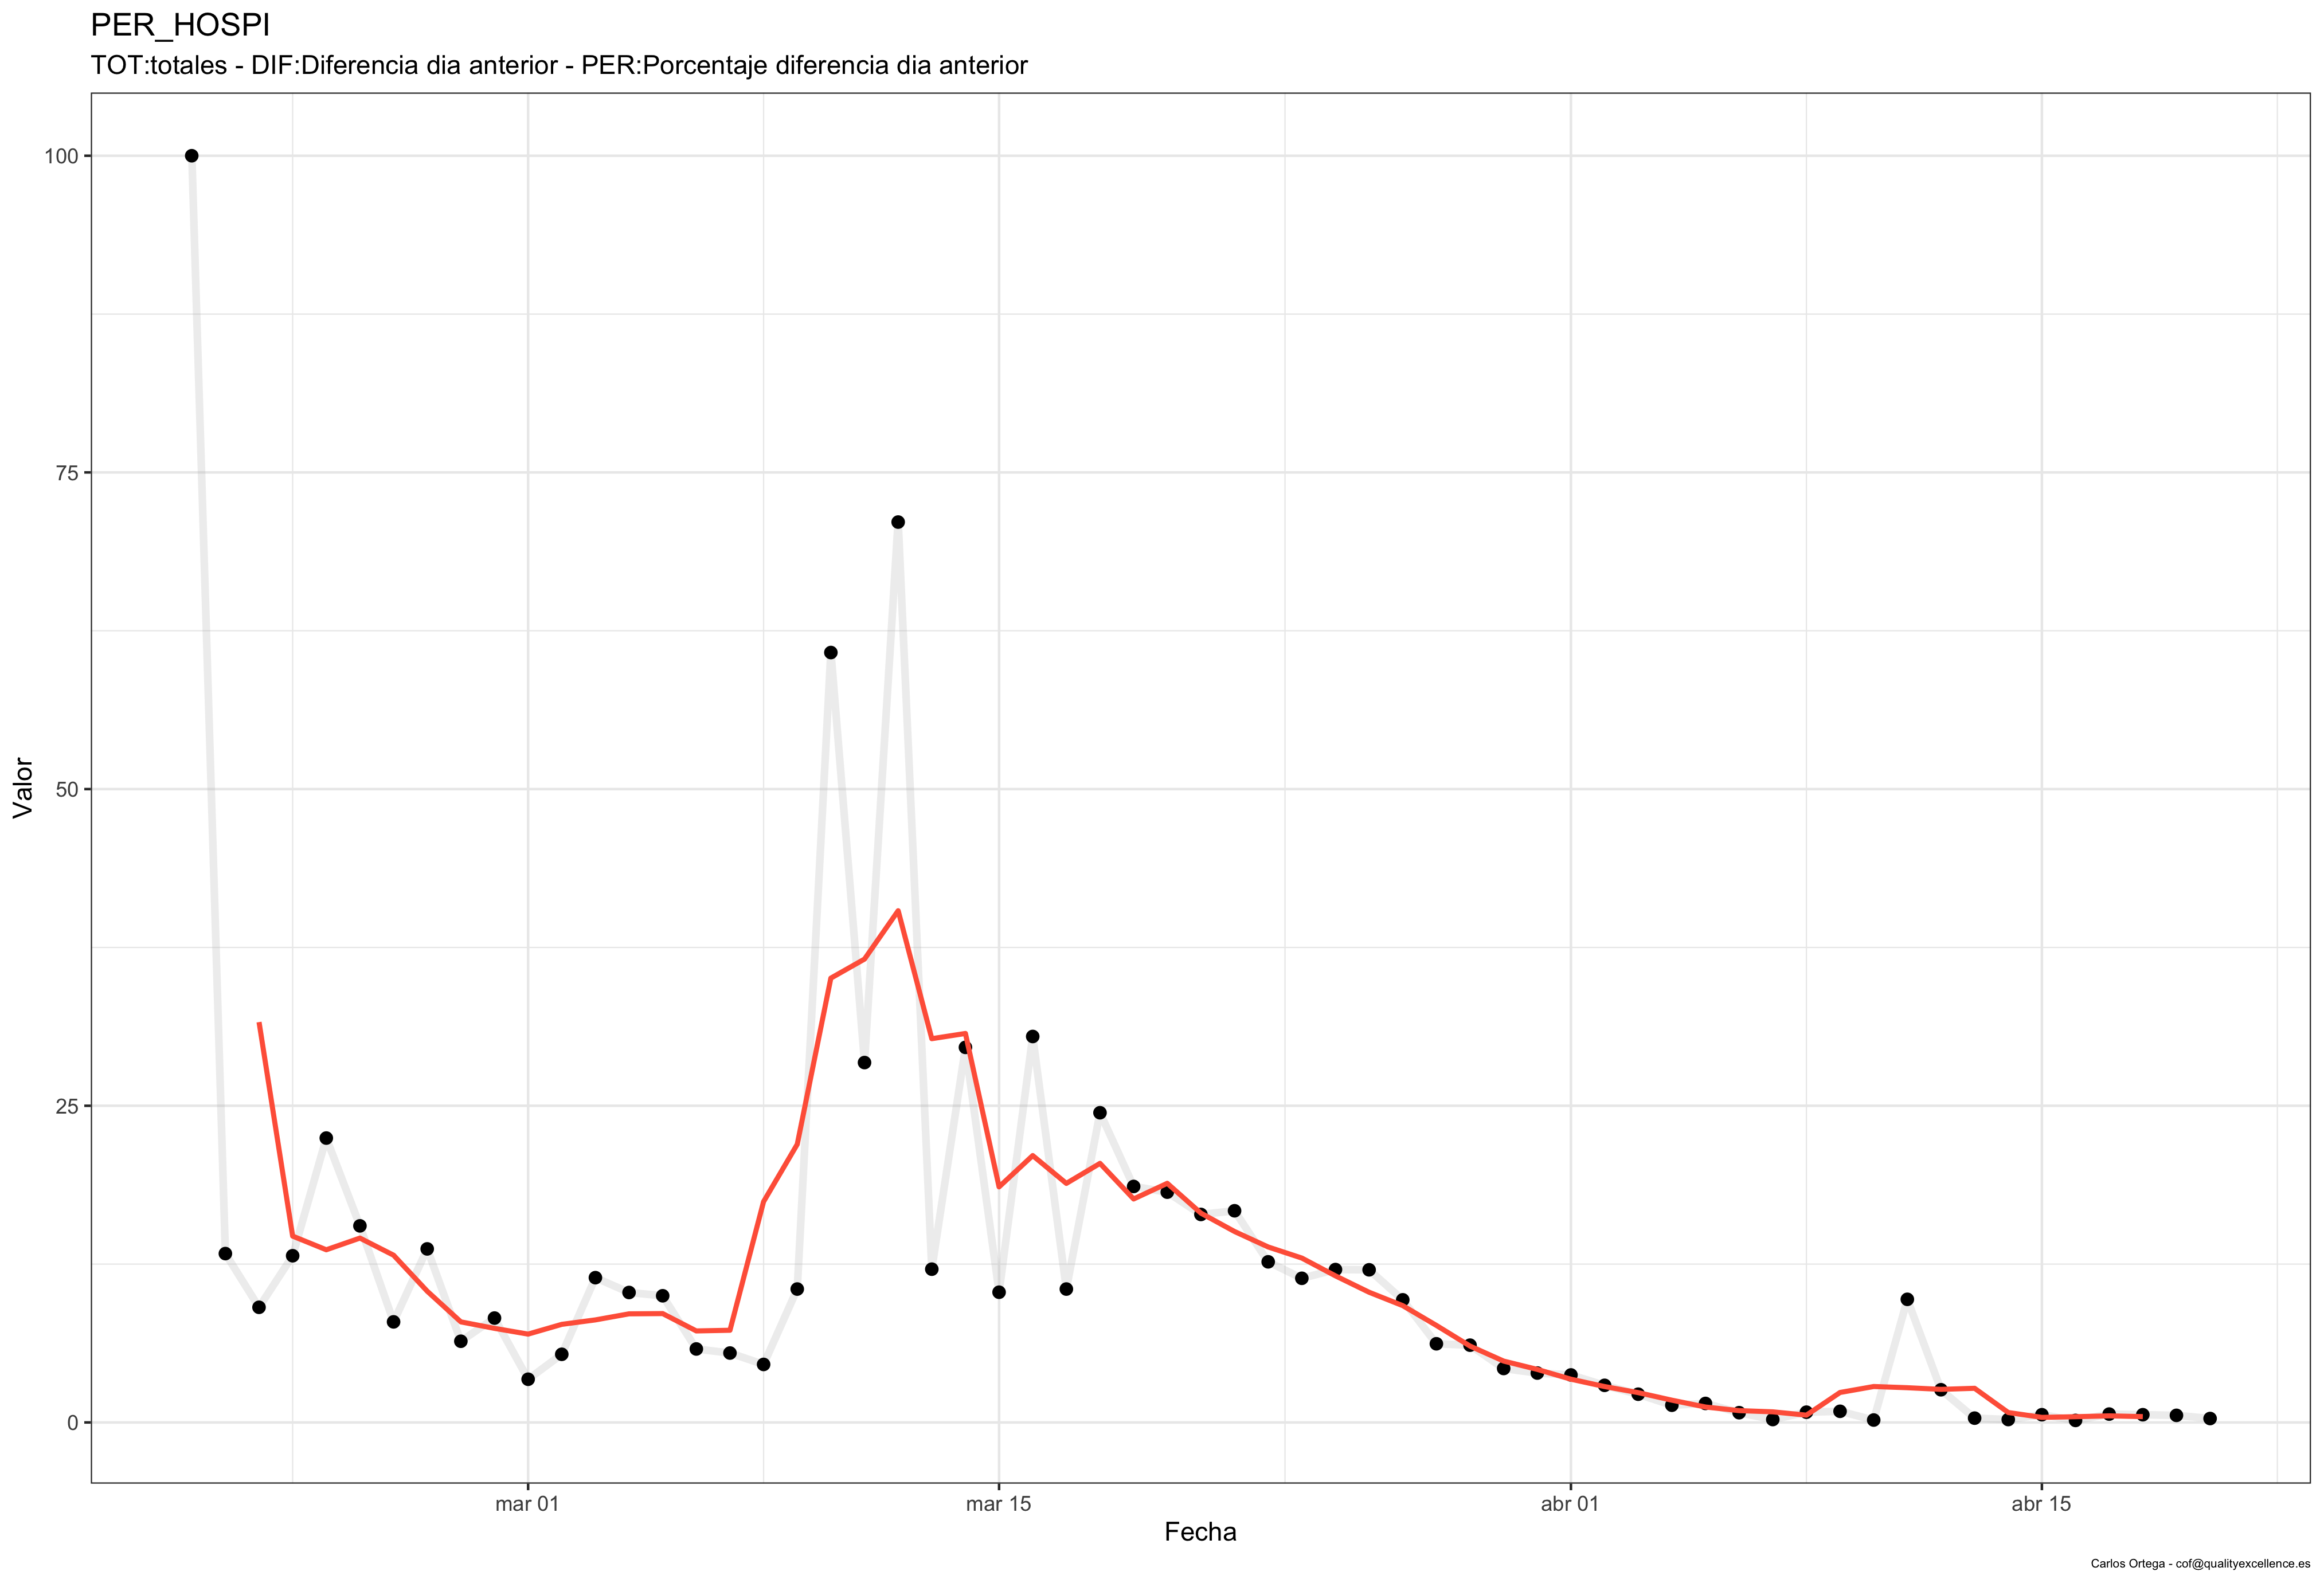 PER_HOSPI
TOT:totales - DIF:Diferencia dia anterior - PER:Porcentaje diferencia dia anterior
100
75
50
25
0
Valor
mar 01
mar 15
abr 01
abr 15
Fecha
Carlos Ortega - cof@qualityexcellence.es